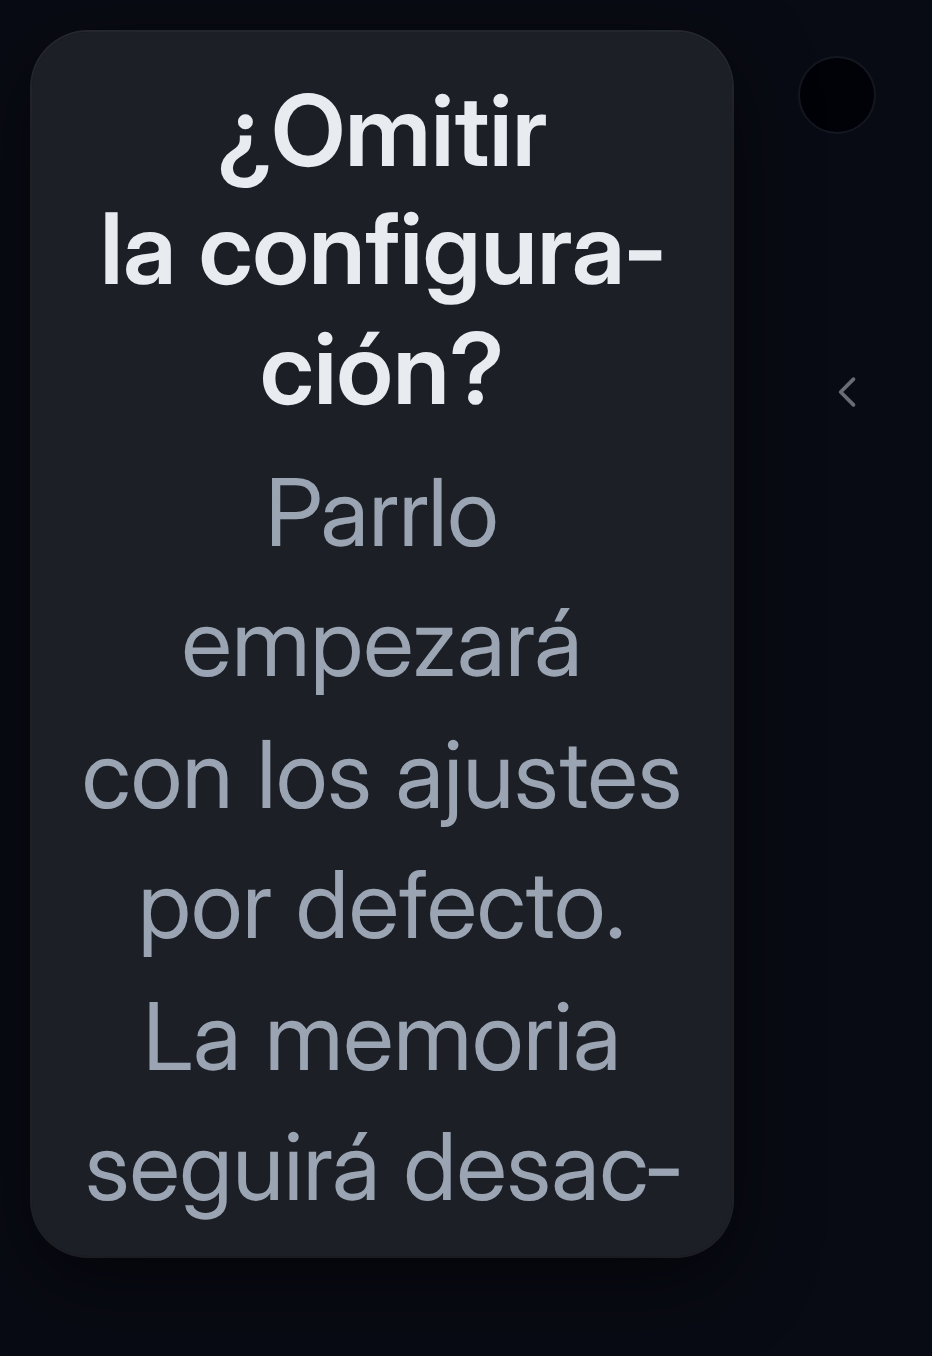 ¿Omitir
la configura-
ción?
Parrlo
empezará
con los ajustes
por defecto.
La memoria
seguirá desac-